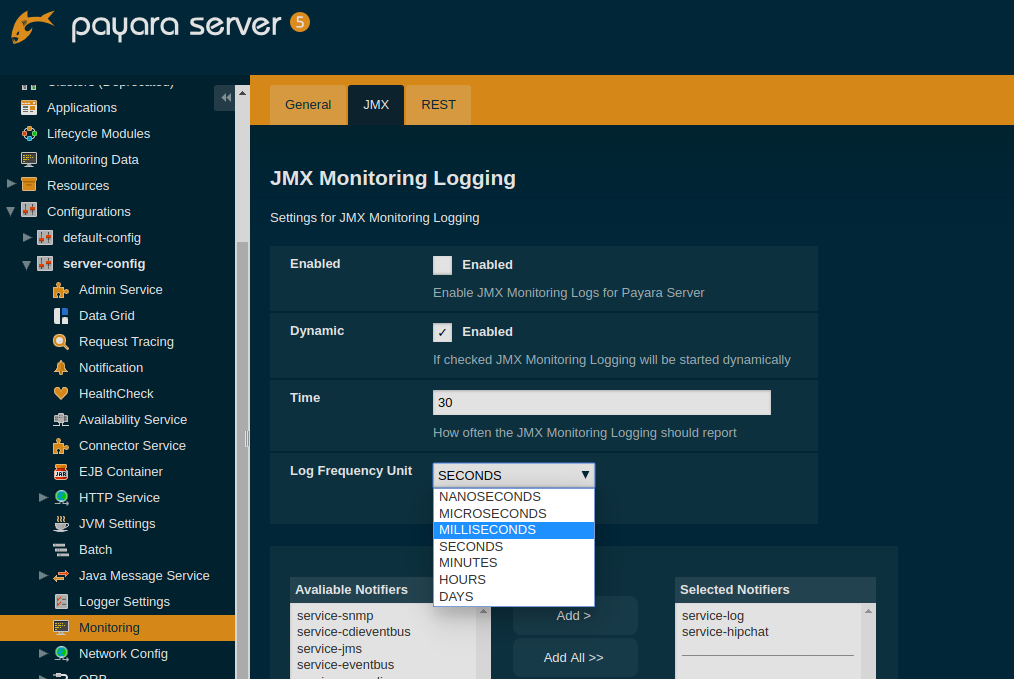 payara server 5
Clusters (Deprecated)
Applications
Lifecycle Modules
Monitoring Data
Resources
Configurations
default-config
server-config
Admin Service
Data Grid
Request Tracing
Notification
HealthCheck
Availability Service
Connector Service
EJB Container
HTTP Service
JVM Settings
Batch
Java Message Service
Logger Settings
Monitoring
Network Config
ORB
General JMX REST
JMX Monitoring Logging
Settings for JMX Monitoring Logging
Enabled Enabled
Enable JMX Monitoring Logs for Payara Server
Dynamic ✓ Enabled
If checked JMX Monitoring Logging will be started dynamically
Time 30
How often the JMX Monitoring Logging should report
Log Frequency Unit SECONDS
NANOSECONDS
MICROSECONDS
MILLISECONDS
SECONDS
MINUTES
HOURS
DAYS
Avaliable Notifiers
service-snmp
service-cdieventbus
service-jms
service-eventbus
Add >
Add All >>
Selected Notifiers
service-log
service-hipchat